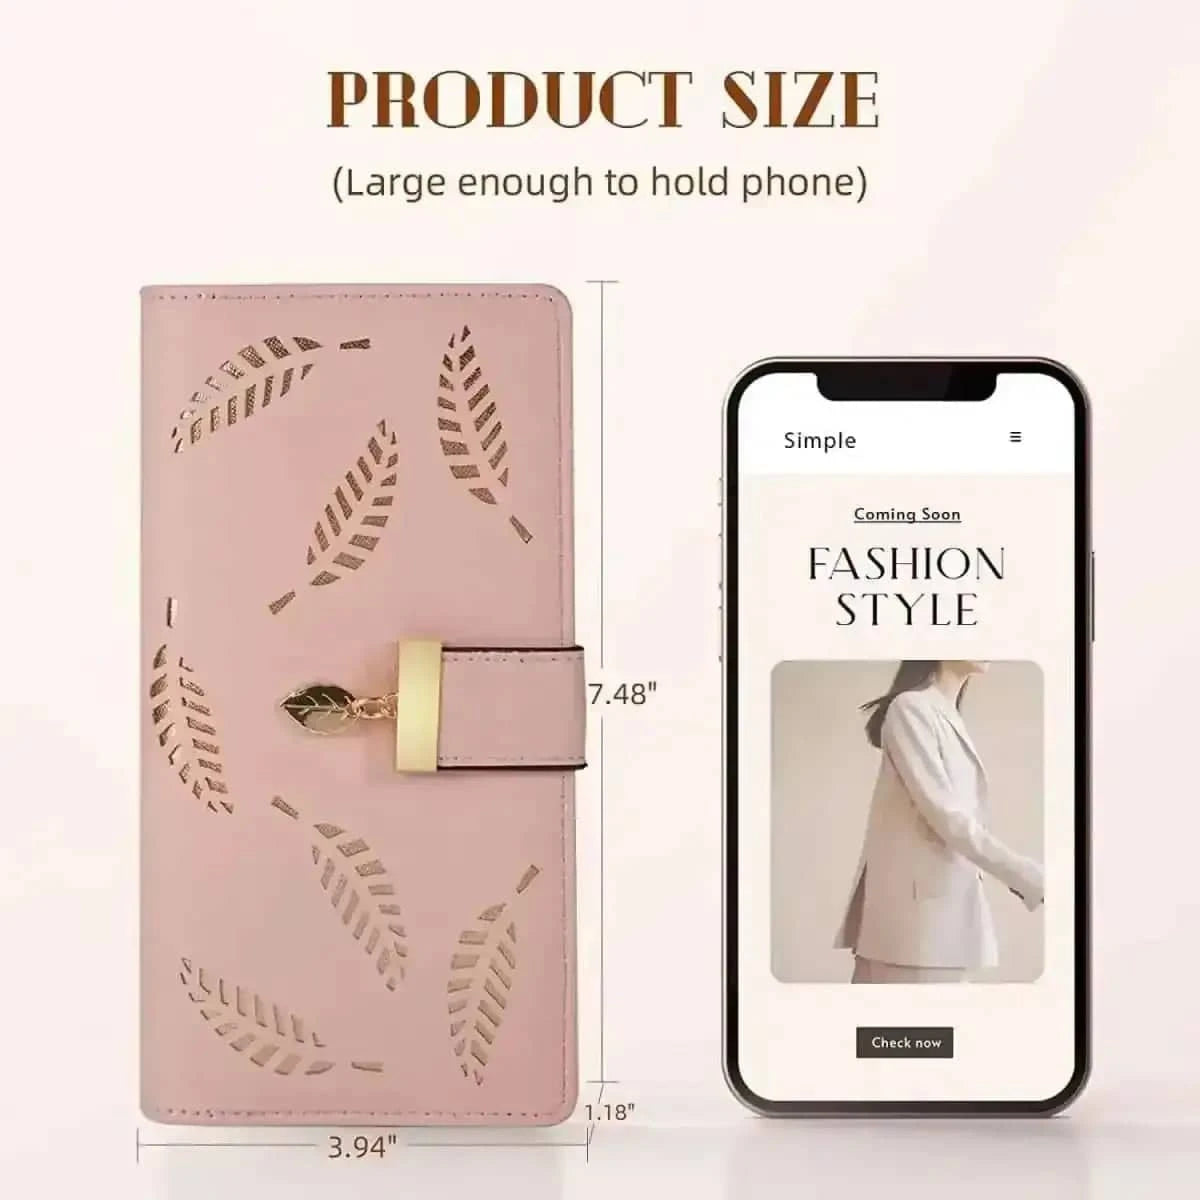 PRODUCT SIZE
(Large enough to hold phone)
Simple
Coming Soon
FASHION
STYLE
7.48"
Check now
1.18"
3.94"